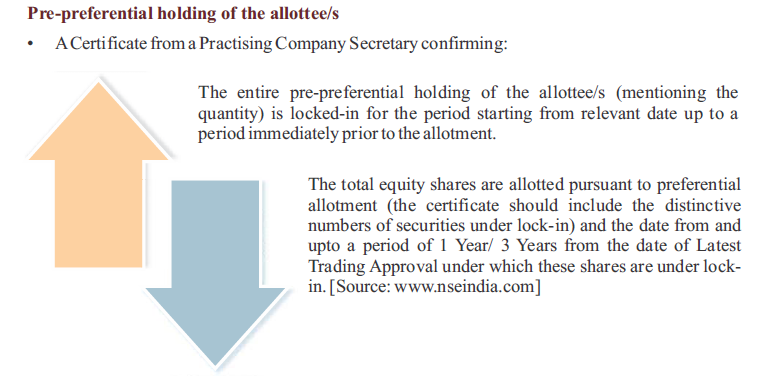 Pre-preferential holding of the allottee/s
• A Certificate from a Practising Company Secretary confirming:
The entire pre-preferential holding of the allottee/s (mentioning the
quantity) is locked-in for the period starting from relevant date up to a
period immediately prior to the allotment.
The total equity shares are allotted pursuant to preferential
allotment (the certificate should include the distinctive
numbers of securities under lock-in) and the date from and
upto a period of 1 Year/ 3 Years from the date of Latest
Trading Approval under which these shares are under lock-
in. [Source: www.nseindia.com]